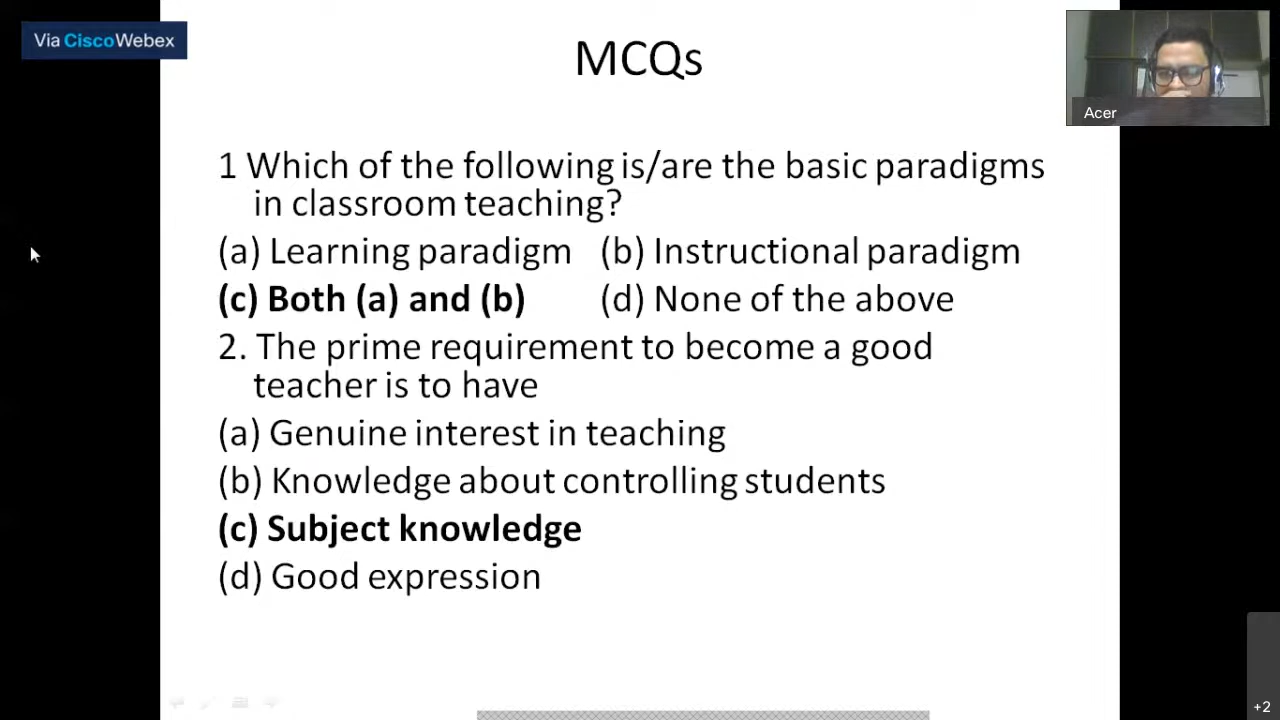 Via CiscoWebex
MCQs
Acer
1 Which of the following is/are the basic paradigms
in classroom teaching?
(a) Learning paradigm (b) Instructional paradigm
(c) Both (a) and (b) (d) None of the above
2. The prime requirement to become a good
teacher is to have
(a) Genuine interest in teaching
(b) Knowledge about controlling students
(c) Subject knowledge
(d) Good expression
+2